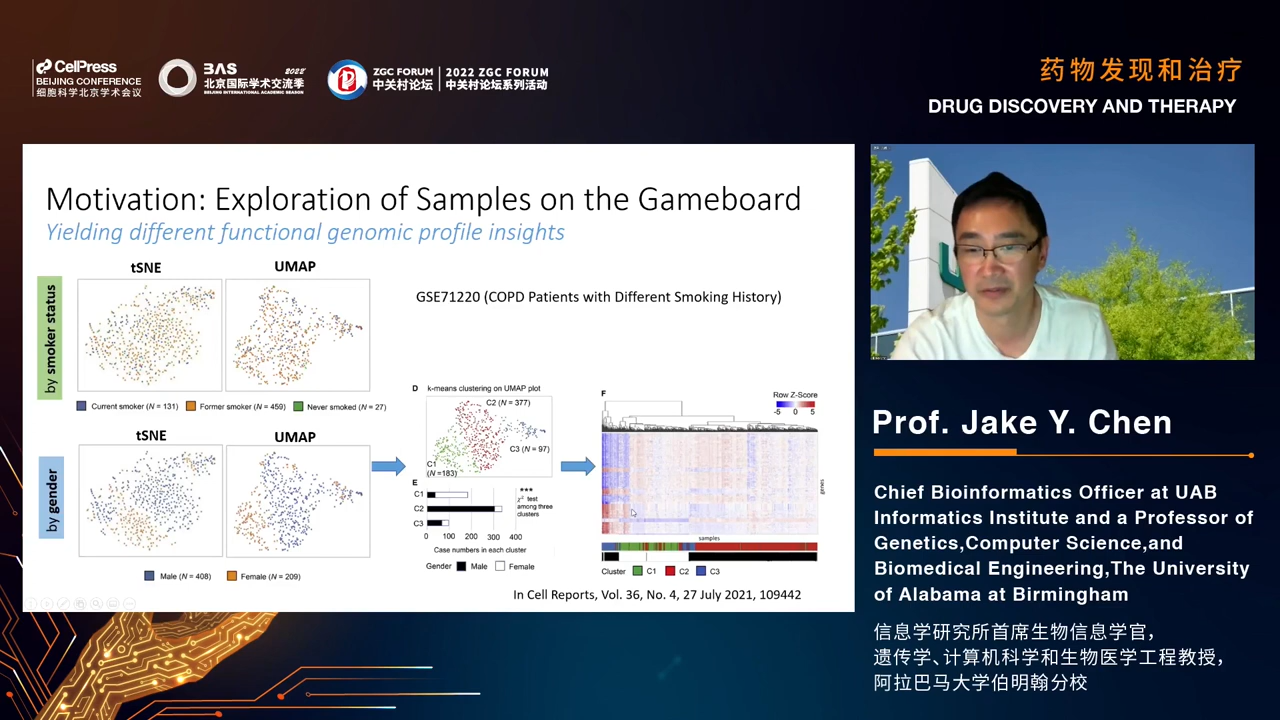 CelPress
BEIJING CONFERENCE
细胞科学北京学术会议
BAS 2022
北京国际学术交流季
BEIJING INTERNATIONAL ACADEMIC SEASON
ZGC FORUM
中关村论坛
2022 ZGC FORUM
中关村论坛系列活动
药物发现和治疗
DRUG DISCOVERY AND THERAPY
Motivation: Exploration of Samples on the Gameboard
Yielding different functional genomic profile insights
by smoker status
tSNE
UMAP
Current smoker (N = 131)
Former smoker (N = 459)
Never smoked (N = 27)
by gender
tSNE
UMAP
Male (N = 408)
Female (N = 209)
GSE71220 (COPD Patients with Different Smoking History)
D
k-means clustering on UMAP plot
C2 (N = 377)
C3 (N = 97)
C1
(N =183)
E
C1
C2
C3
***
χ² test
among three
clusters
0 100 200 300 400
Case numbers in each cluster
Gender Male Female
F
Row Z-Score
-5 0 5
genes
samples
Cluster C1 C2 C3
In Cell Reports, Vol. 36, No. 4, 27 July 2021, 109442
Prof. Jake Y. Chen
Chief Bioinformatics Officer at UAB
Informatics Institute and a Professor of
Genetics,Computer Science,and
Biomedical Engineering,The University
of Alabama at Birmingham
信息学研究所首席生物信息学官，
遗传学、计算机科学和生物医学工程教授，
阿拉巴马大学伯明翰分校